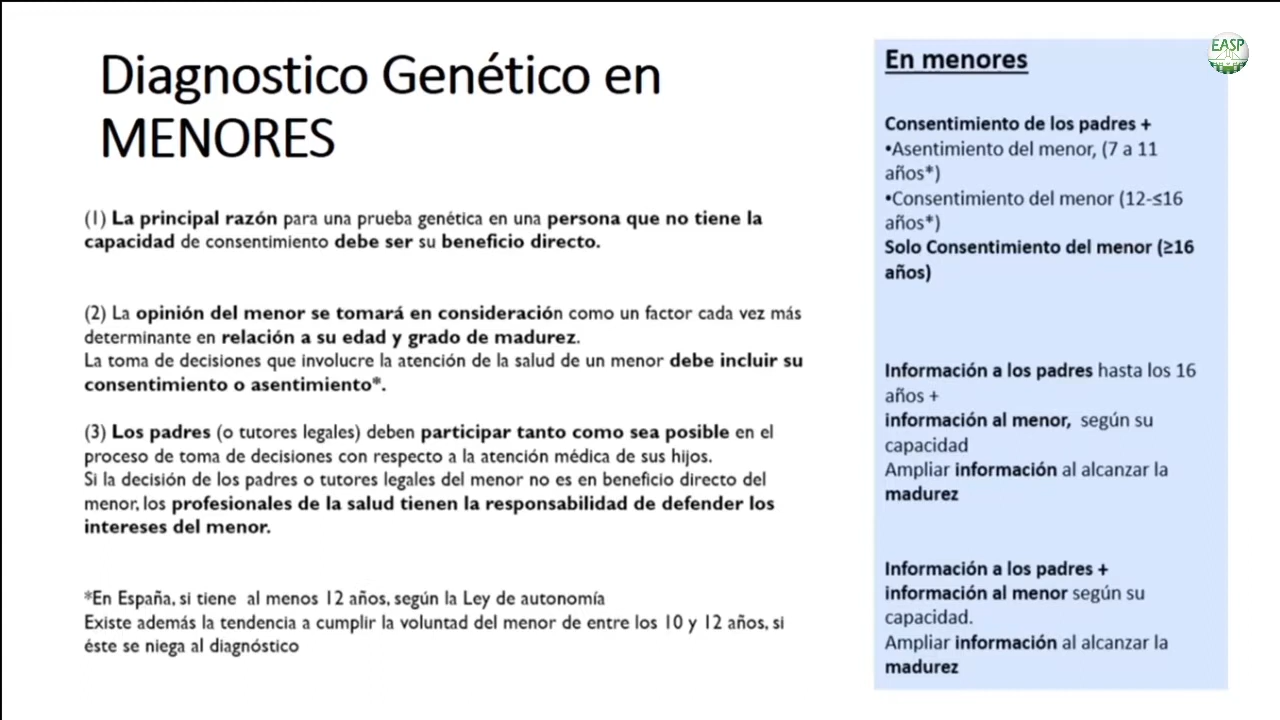 Diagnostico Genético en
MENORES
(1) La principal razón para una prueba genética en una persona que no tiene la
capacidad de consentimiento debe ser su beneficio directo.
(2) La opinión del menor se tomará en consideración como un factor cada vez más
determinante en relación a su edad y grado de madurez.
La toma de decisiones que involucre la atención de la salud de un menor debe incluir su
consentimiento o asentimiento*.
(3) Los padres (o tutores legales) deben participar tanto como sea posible en el
proceso de toma de decisiones con respecto a la atención médica de sus hijos.
Si la decisión de los padres o tutores legales del menor no es en beneficio directo del
menor, los profesionales de la salud tienen la responsabilidad de defender los
intereses del menor.
*En España, si tiene al menos 12 años, según la Ley de autonomía
Existe además la tendencia a cumplir la voluntad del menor de entre los 10 y 12 años, si
éste se niega al diagnóstico
En menores
EASP
Consentimiento de los padres +
•Asentimiento del menor, (7 a 11
años*)
•Consentimiento del menor (12-≤16
años*)
Solo Consentimiento del menor (≥16
años)
Información a los padres hasta los 16
años +
información al menor, según su
capacidad
Ampliar información al alcanzar la
madurez
Información a los padres +
información al menor según su
capacidad.
Ampliar información al alcanzar la
madurez